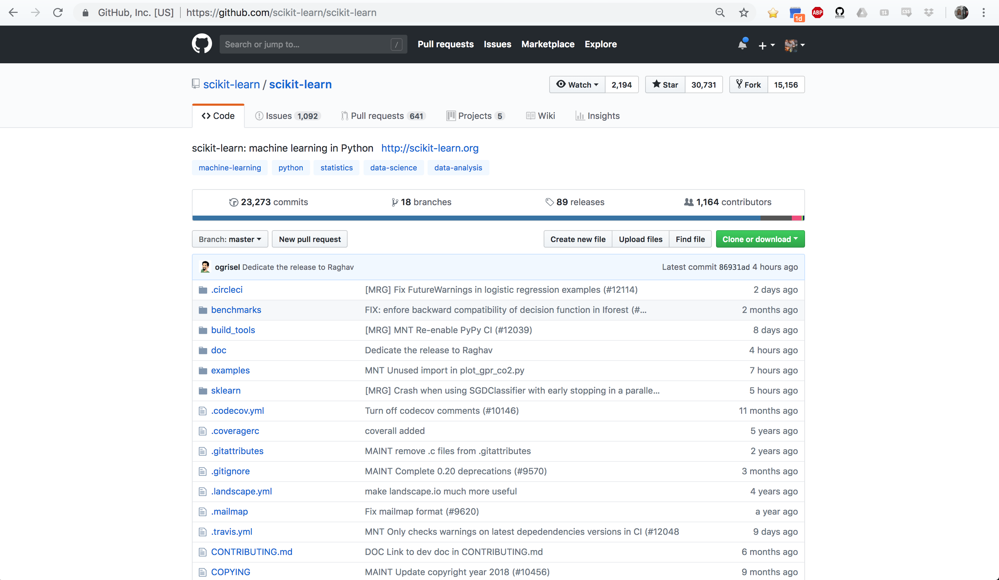 GitHub, Inc. [US] | https://github.com/scikit-learn/scikit-learn
1d ABP CSS
Search or jump to... / Pull requests Issues Marketplace Explore
scikit-learn / scikit-learn Watch 2,194 Star 30,731 Fork 15,156
Code Issues 1,092 Pull requests 641 Projects 5 Wiki Insights
scikit-learn: machine learning in Python http://scikit-learn.org
machine-learning python statistics data-science data-analysis
23,273 commits 18 branches 89 releases 1,164 contributors
Branch: master New pull request Create new file Upload files Find file Clone or download
ogrisel Dedicate the release to Raghav Latest commit 86931ad 4 hours ago
.circleci [MRG] Fix FutureWarnings in logistic regression examples (#12114) 2 days ago
benchmarks FIX: enfore backward compatibility of decision function in Iforest (#... 2 months ago
build_tools [MRG] MNT Re-enable PyPy CI (#12039) 8 days ago
doc Dedicate the release to Raghav 4 hours ago
examples MNT Unused import in plot_gpr_co2.py 7 hours ago
sklearn [MRG] Crash when using SGDClassifier with early stopping in a paralle... 5 hours ago
.codecov.yml Turn off codecov comments (#10146) 11 months ago
.coveragerc coverall added 5 years ago
.gitattributes MAINT remove .c files from .gitattributes 2 years ago
.gitignore MAINT Complete 0.20 deprecations (#9570) 3 months ago
.landscape.yml make landscape.io much more useful 4 years ago
.mailmap Fix mailmap format (#9620) a year ago
.travis.yml MNT Only checks warnings on latest depedendencies versions in CI (#12048 9 days ago
CONTRIBUTING.md DOC Link to dev doc in CONTRIBUTING.md 6 months ago
COPYING MAINT Update copyright year 2018 (#10456) 9 months ago